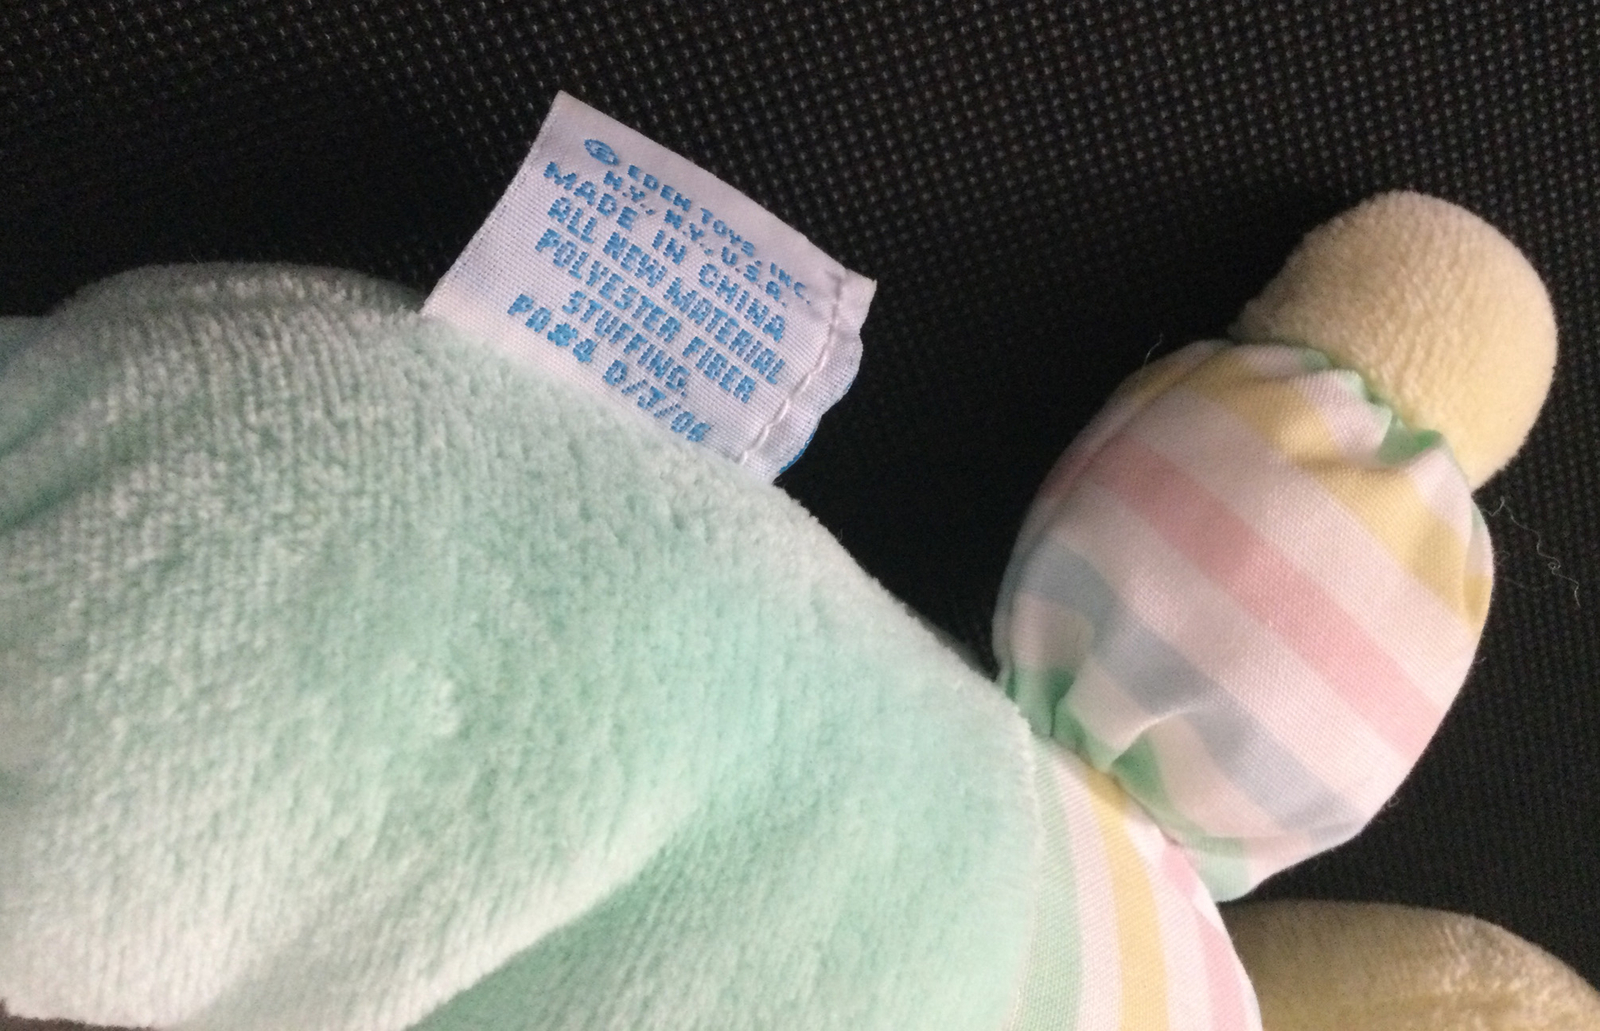 © EDEN TOYS, INC.
N.Y., N.Y., U.S.A.
MADE IN CHINA
ALL NEW MATERIAL
POLYESTER FIBER
STUFFING